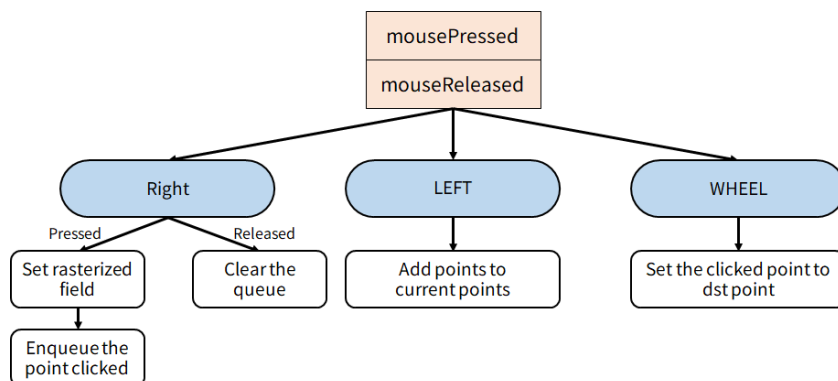 mousePressed
mouseReleased
Right
LEFT
WHEEL
Pressed
Released
Set rasterized
field
Clear the
queue
Add points to
current points
Set the clicked point to
dst point
Enqueue the
point clicked